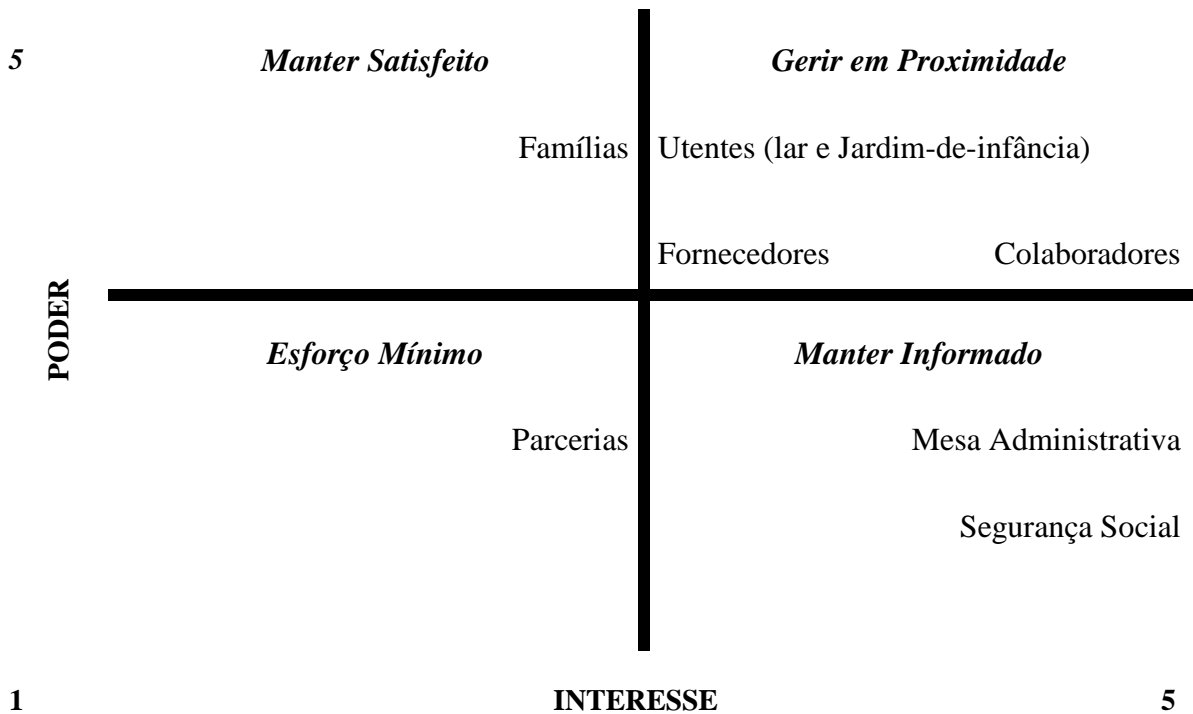 5
Manter Satisfeito
Gerir em Proximidade
Famílias
Utentes (lar e Jardim-de-infância)
Fornecedores
Colaboradores
PODER
Esforço Mínimo
Manter Informado
Parcerias
Mesa Administrativa
Segurança Social
1
INTERESSE
5